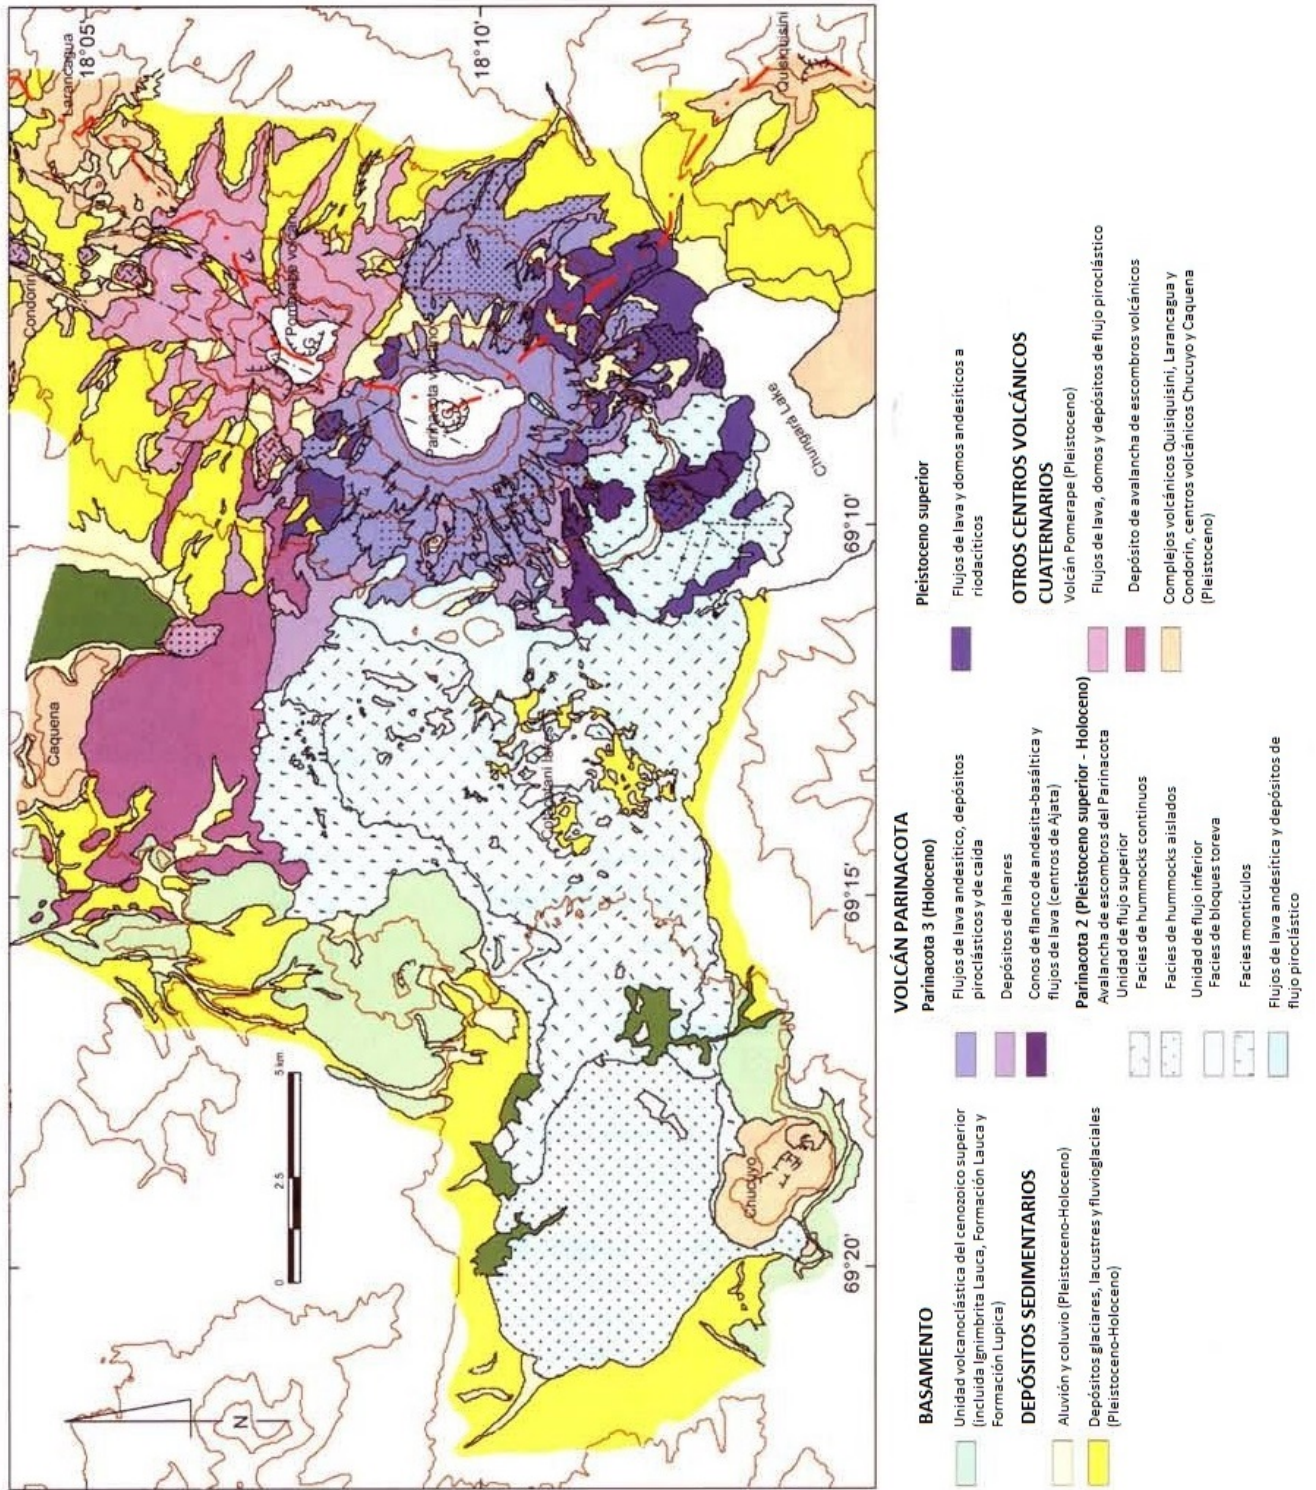 Larancagua
18°05'
18°10'
Quisiquisini
Condorin
Pomerape volcano
Parinacota volcano
Chungará Lake
69°10'
Caquena
69°15'
5 km
2.5
0
Chucuyo
69°20'
N
BASAMENTO
Unidad volcanoclástica del cenozoico superior
(incluida Ignimbrita Lauca, Formación Lauca y
Formación Lupica)
DEPÓSITOS SEDIMENTARIOS
Aluvión y coluvio (Pleistoceno-Holoceno)
Depósitos glaciares, lacustres y fluvioglaciales
(Pleistoceno-Holoceno)
VOLCÁN PARINACOTA
Parinacota 3 (Holoceno)
Flujos de lava andesítico, depósitos
piroclásticos y de caida
Depósitos de lahares
Conos de flanco de andesita-basáltica y
flujos de lava (centros de Ajata)
Parinacota 2 (Pleistoceno superior - Holoceno)
Avalancha de escombros del Parinacota
Unidad de flujo superior
Facies de hummocks continuos
Facies de hummocks aislados
Unidad de flujo inferior
Facies de bloques toreva
Facies montículos
Flujos de lava andesítica y depósitos de
flujo piroclástico
Pleistoceno superior
Flujos de lava y domos andesíticos a
riodacíticos
OTROS CENTROS VOLCÁNICOS
CUATERNARIOS
Volcán Pomerape (Pleistoceno)
Flujos de lava, domos y depósitos de flujo piroclástico
Depósito de avalancha de escombros volcánicos
Complejos volcánicos Quisiquisini, Larancagua y
Condorin, centros volcánicos Chucuyo y Caquena
(Pleistoceno)